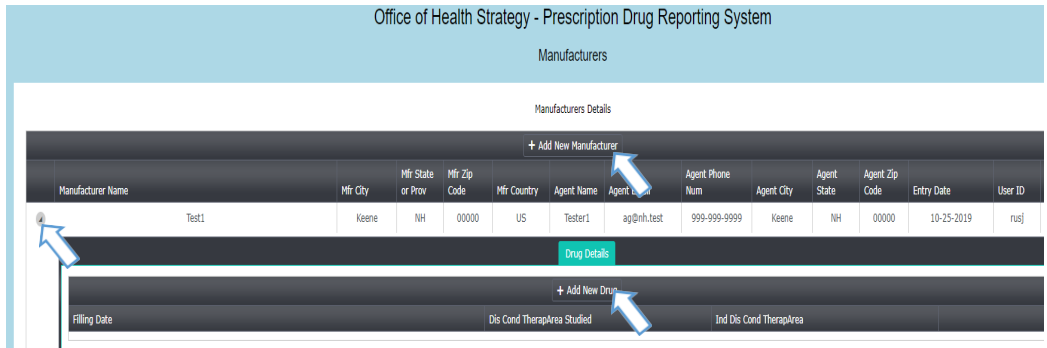 Office of Health Strategy - Prescription Drug Reporting System
Manufacturers
Manufacturers Details
+ Add New Manufacturer
Manufacturer Name Mfr City Mfr State or Prov Mfr Zip Code Mfr Country Agent Name Agent Agent Phone Num Agent City Agent State Agent Zip Code Entry Date User ID
Test1 Keene NH 00000 US Tester1 ag@nh.test 999-999-9999 Keene NH 00000 10-25-2019 rusj
Drug Details
+ Add New Drug
Filling Date Dis Cond TherapArea Studied Ind Dis Cond TherapArea